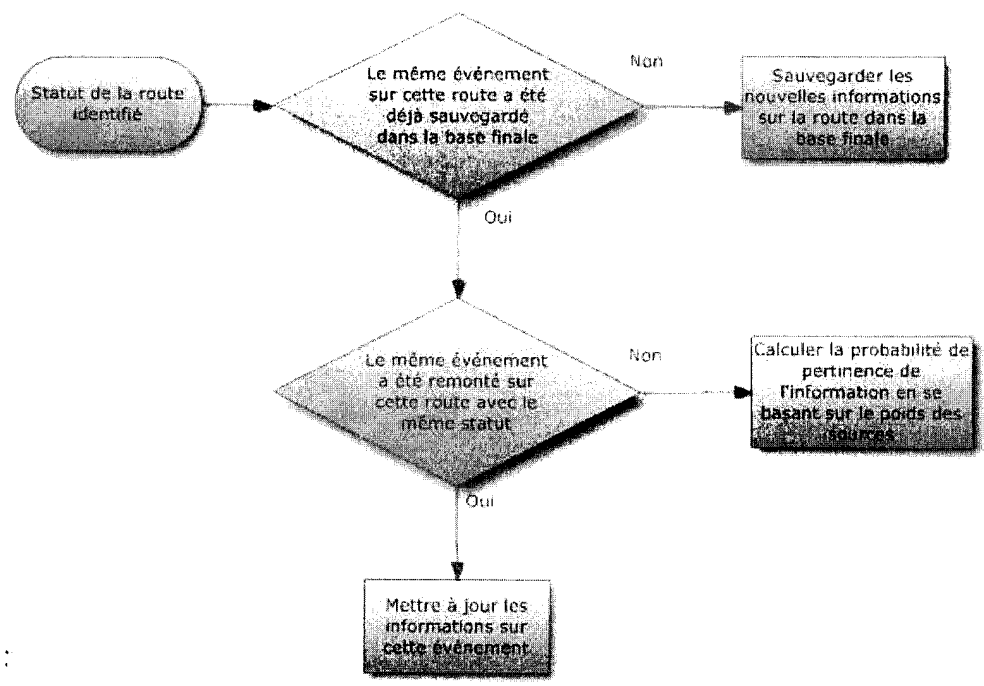 Statut de la route
identifié
Le même événement
sur cette route a été
déjà sauvegardé
dans la base finale
Non
Sauvegarder les
nouvelles informations
sur la route dans la
base finale
Oui
Le même événement
a été remonté sur
cette route avec le
même statut
Non
Calculer la probabilité de
pertinence de
l'information en se
basant sur le poids des
sources
Oui
Mettre à jour les
informations sur
cette événement
: